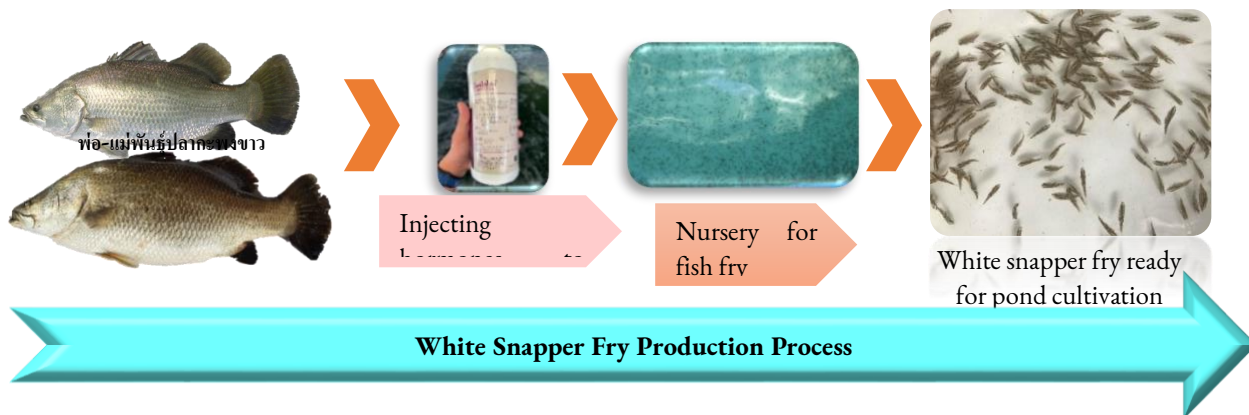 พ่อ-แม่พันธุ์ปลากะพงขาว
Injecting
Nursery for
fish fry
White snapper fry ready
for pond cultivation
White Snapper Fry Production Process